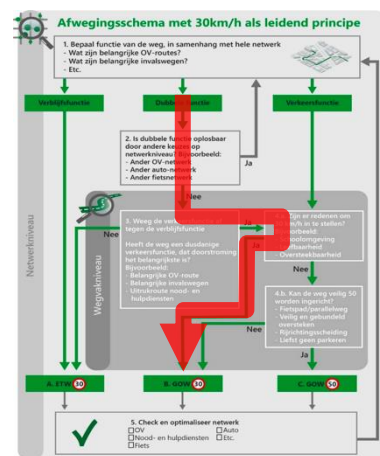 Afwegingsschema met 30km/h als leidend principe
1. Bepaal functie van de weg, in samenhang met hele netwerk
- Wat zijn belangrijke OV-routes?
- Wat zijn belangrijke invalswegen?
- Etc.
Verblijfsfunctie
Dubbele functie
Verkeersfunctie
2. Is dubbele functie oplosbaar
door andere keuzes op
netwerkniveau? Bijvoorbeeld:
- Ander OV-netwerk
- Ander auto-netwerk
- Ander fietsnetwerk
Ja
Nee
Netwerkniveau
Wegvakniveau
3. Weeg de verkeersfunctie af
tegen de verblijfsfunctie
Heeft de weg een dusdanige
verkeersfunctie, dat doorstroming
het belangrijkste is?
Bijvoorbeeld:
- Belangrijke OV-route
- Belangrijke invalswegen
- Uitrukroute nood- en
hulpdiensten
Nee
Ja
4.a. Zijn er redenen om
km/h in te stellen?
Bijvoorbeeld:
- Schoolomgeving
- Oversteekbaarheid
Ja
Nee
4.b. Kan de weg veilig 50
worden ingericht?
- Fietspad/parallelweg
- Veilig en gebundeld
oversteken
- Rijrichtingscheiding
- Liefst geen parkeren
Nee
Ja
A. ETW 30
B. GOW 30
C. GOW 50
5. Check en optimaliseer netwerk
☐OV ☐Auto
☐Nood- en hulpdiensten ☐Etc.
☐Fiets